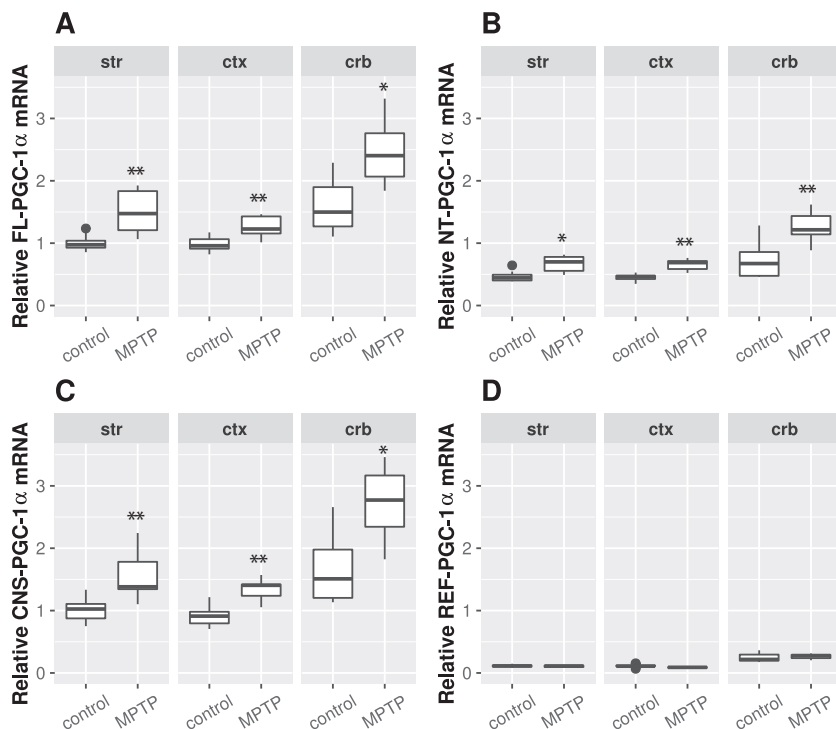 A
Relative FL-PGC-1α mRNA
str ctx crb
** ** *
3
2
1
0
control MPTP control MPTP control MPTP
B
Relative NT-PGC-1α mRNA
str ctx crb
* ** **
3
2
1
0
control MPTP control MPTP control MPTP
C
Relative CNS-PGC-1α mRNA
str ctx crb
** ** *
3
2
1
0
control MPTP control MPTP control MPTP
D
Relative REF-PGC-1α mRNA
str ctx crb
3
2
1
0
control MPTP control MPTP control MPTP